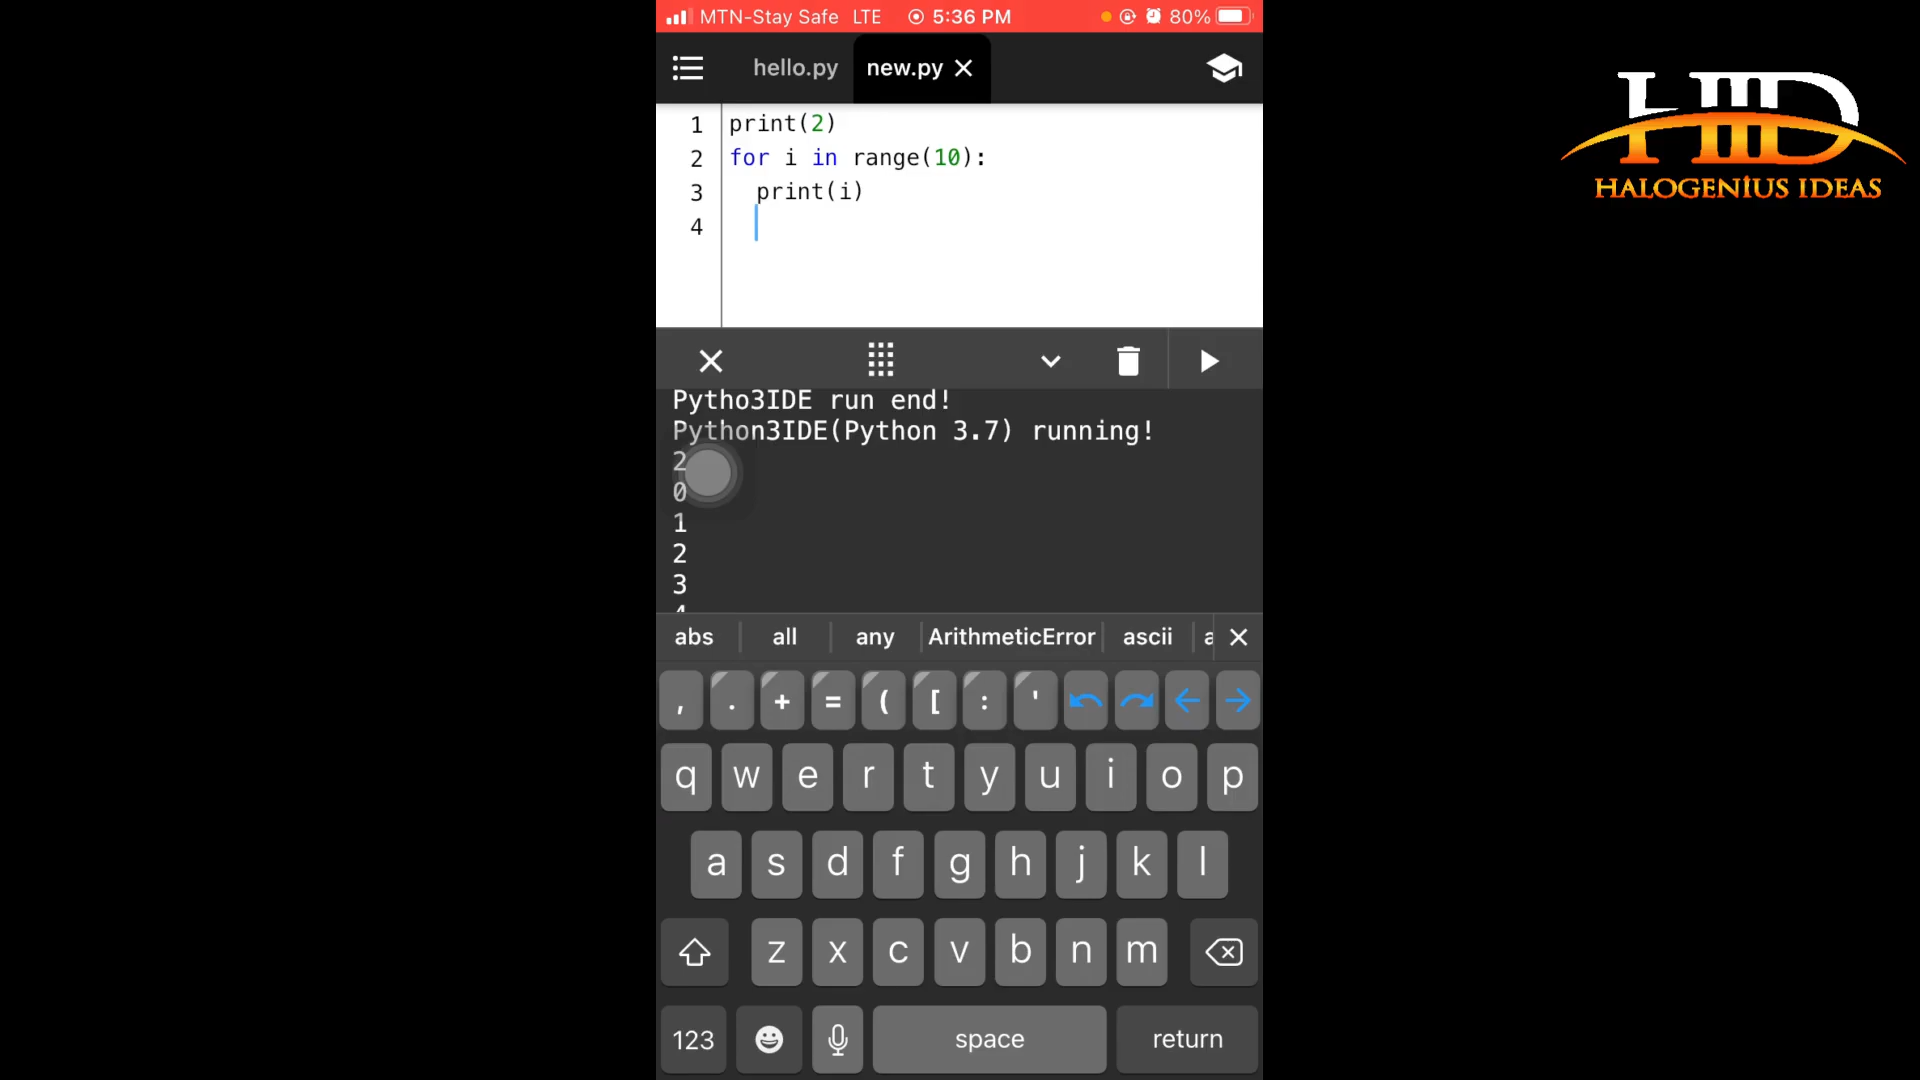 MTN-Stay Safe LTE 5:36 PM 80%
hello.py new.py
1 print(2)
2 for i in range(10):
3 print(i)
4
HID
HALOGENIUS IDEAS
Pytho3IDE run end!
Python3IDE(Python 3.7) running!
2
0
1
2
3
4
abs all any ArithmeticError ascii a
, . + = ( [ : '
q w e r t y u i o p
a s d f g h j k l
z x c v b n m
123 space return